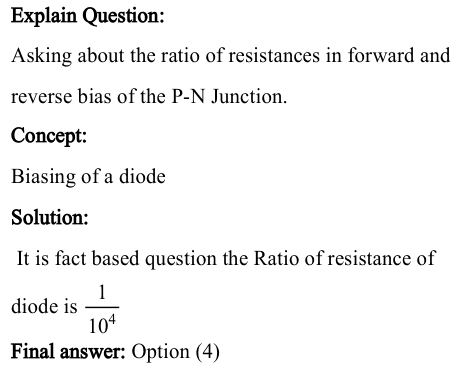 Explain Question:
Asking about the ratio of resistances in forward and
reverse bias of the P-N Junction.
Concept:
Biasing of a diode
Solution:
It is fact based question the Ratio of resistance of
diode is 1/10⁴
Final answer: Option (4)